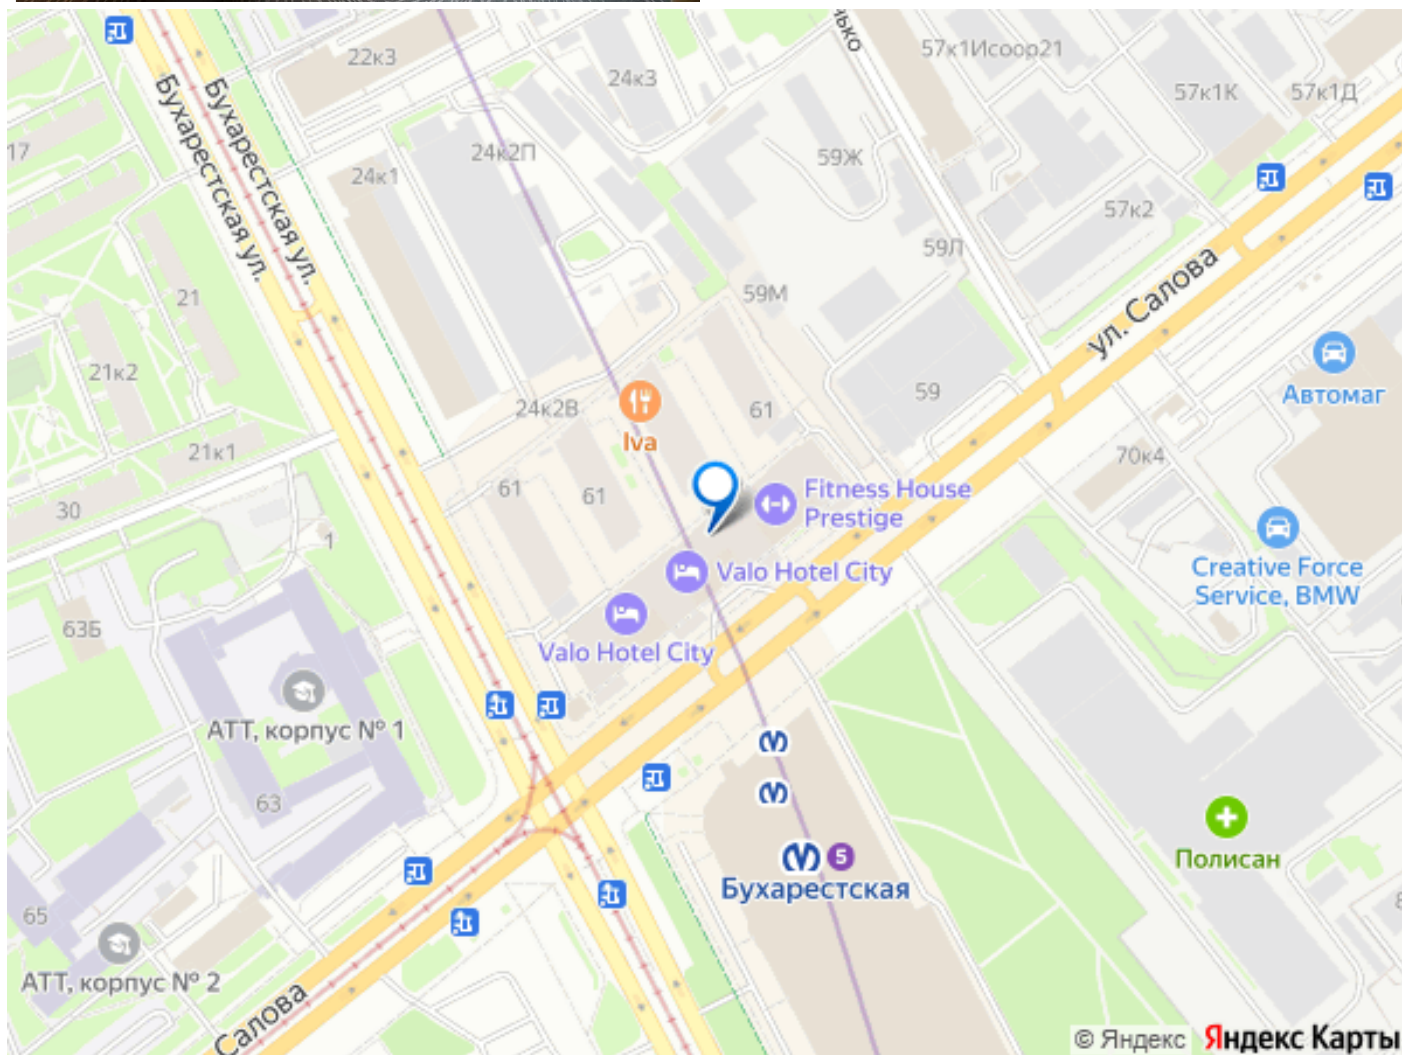 нько
57к1Исоор21
22к3
24к3
57к1К
57к1Д
Бухарестская ул.
Бухарестская ул.
17
24к2П
59Ж
24к1
57к2
59Л
ул. Салова
21
59М
21к2
Автомаг
59
24к2В
61
Iva
21к1
70к4
61
61
Fitness House
Prestige
30
1
Valo Hotel City
Creative Force
Service, BMW
63Б
Valo Hotel City
АТТ, корпус № 1
63
5
Полисан
Бухарестская
65
8
АТТ, корпус № 2
Салова
© Яндекс Яндекс Карты